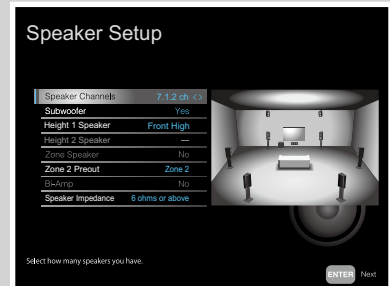 Speaker Setup
Speaker Channels 7.1.2 ch < >
Subwoofer Yes
Height 1 Speaker Front High
Height 2 Speaker —
Zone Speaker No
Zone 2 Preout Zone 2
Bi-Amp No
Speaker Impedance 6 ohms or above
Select how many speakers you have.
ENTER Next